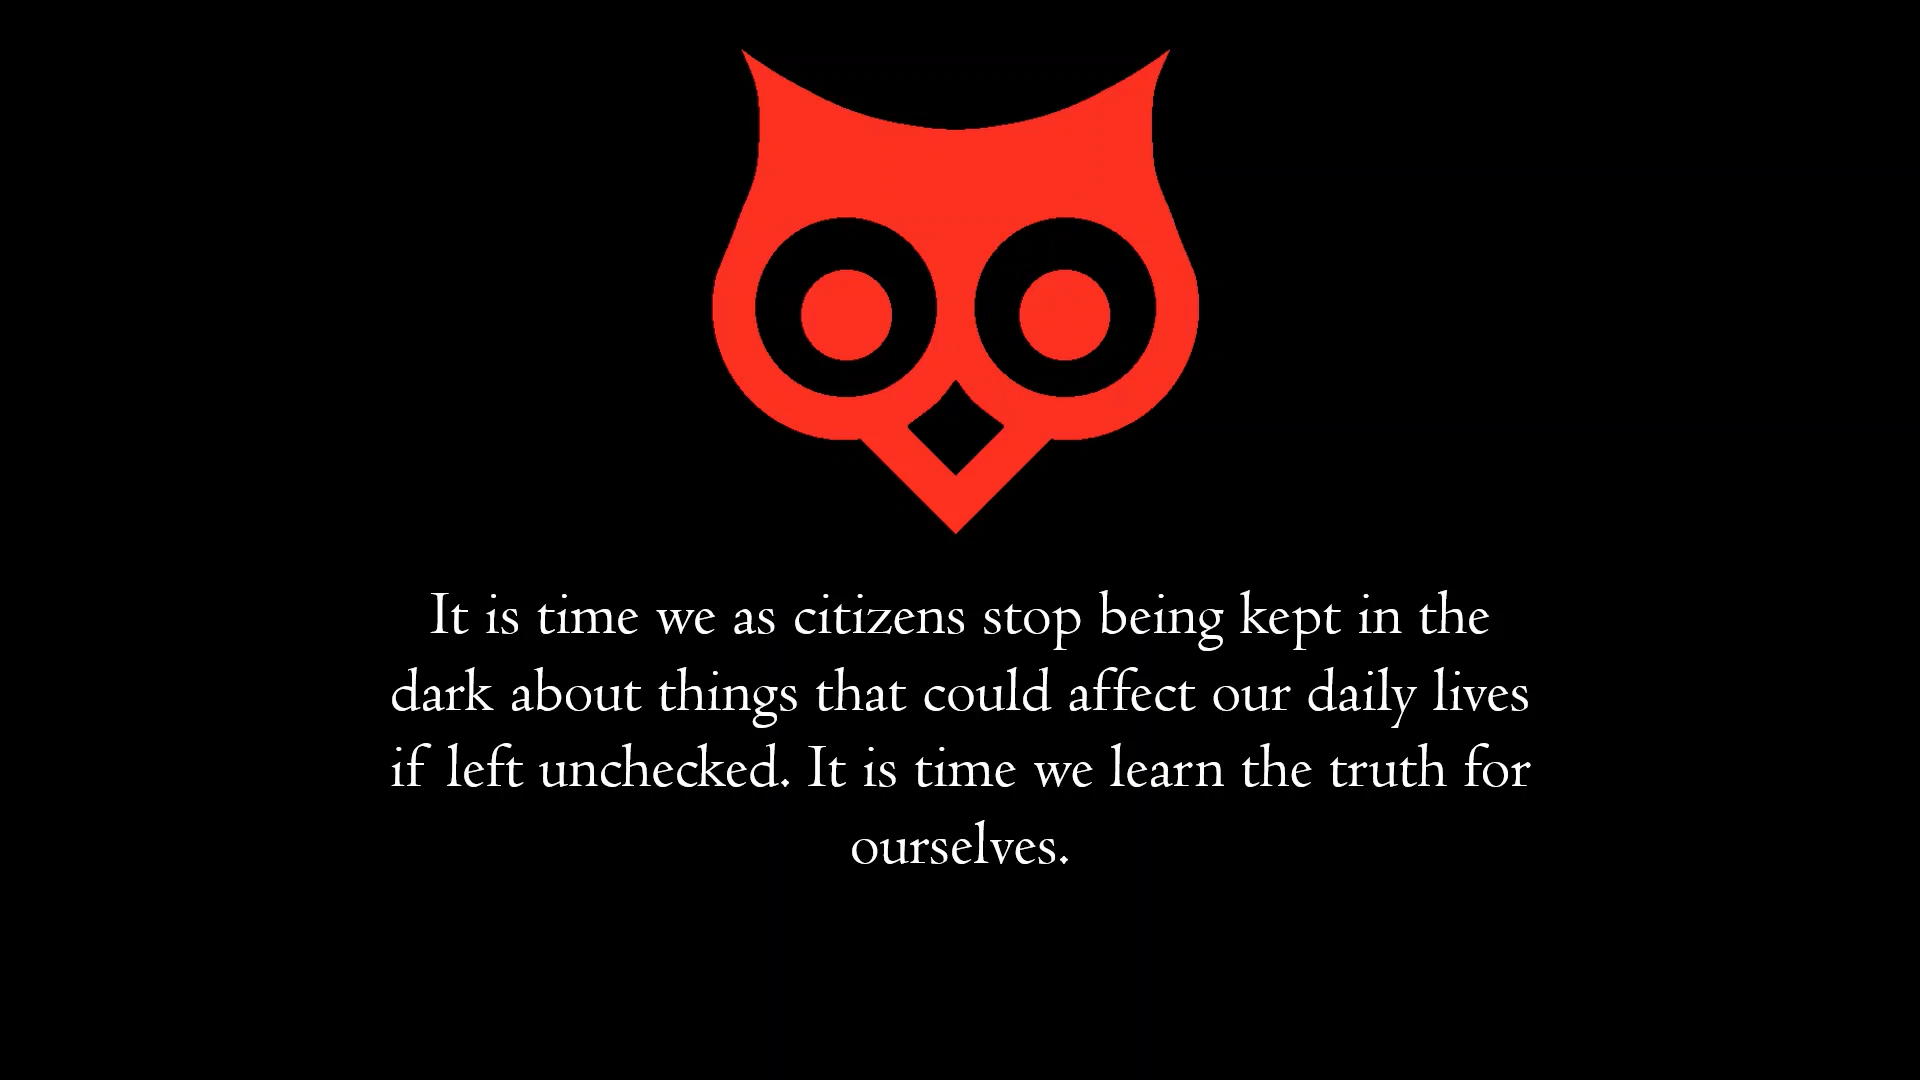 It is time we as citizens stop being kept in the
dark about things that could affect our daily lives
if left unchecked. It is time we learn the truth for
ourselves.